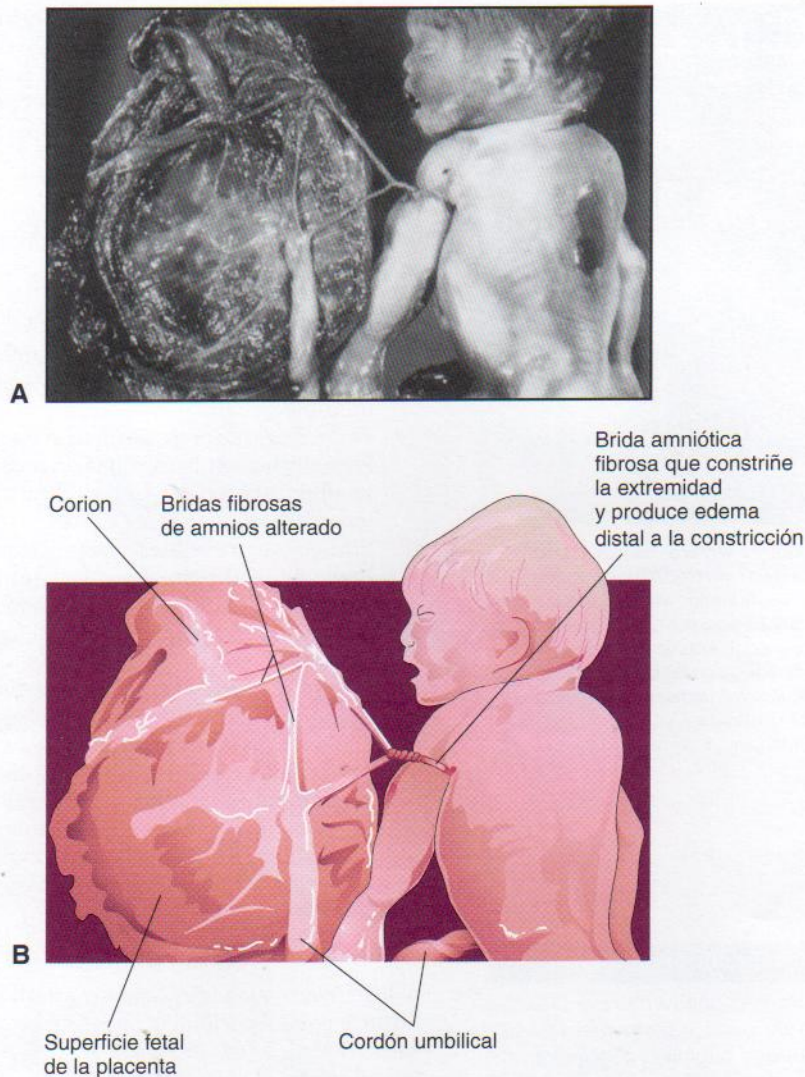 A
Corion
Bridas fibrosas
de amnios alterado
Brida amniótica
fibrosa que constriñe
la extremidad
y produce edema
distal a la constricción
B
Superficie fetal
de la placenta
Cordón umbilical